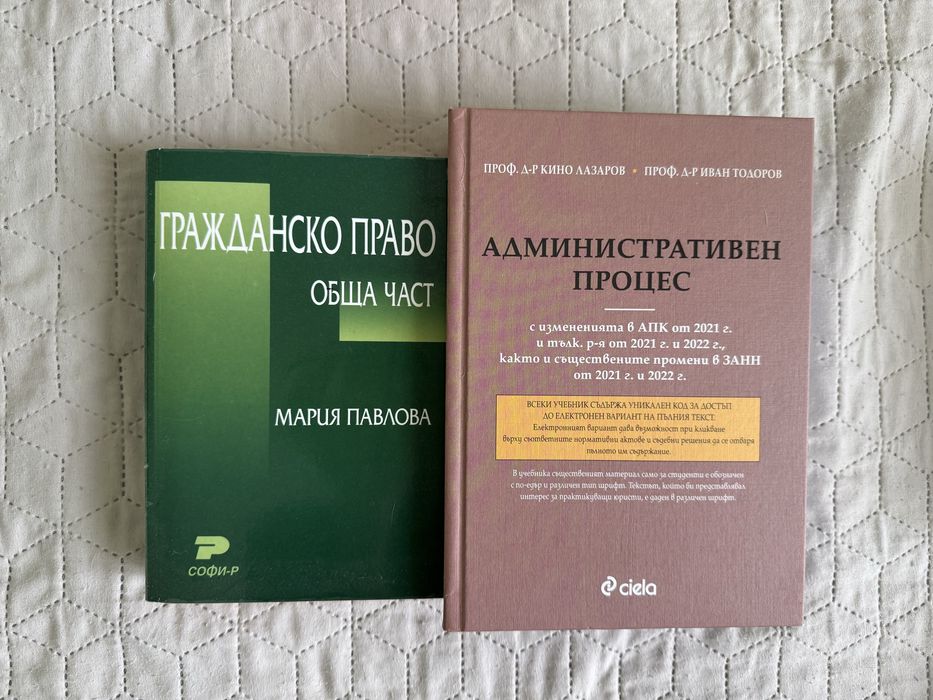 ГРАЖДАНСКО ПРАВО
ОБЩА ЧАСТ
МАРИЯ ПАВЛОВА
СОФИ-Р
ПРОФ. Д-Р КИНО ЛАЗАРОВ • ПРОФ. Д-Р ИВАН ТОДОРОВ
АДМИНИСТРАТИВЕН
ПРОЦЕС
с измененията в АПК от 2021 г.
и тълк. р-я от 2021 г. и 2022 г.,
както и съществените промени в ЗАНН
от 2021 г. и 2022 г.
ВСЕКИ УЧЕБНИК СЪДЪРЖА УНИКАЛЕН КОД ЗА ДОСТЪП
ДО ЕЛЕКТРОНЕН ВАРИАНТ НА ПЪЛНИЯ ТЕКСТ.
Електронният вариант дава възможност при кликване
върху съответните нормативни актове и съдебни решения да се отваря
пълното им съдържание.
В учебника съществения материал само за студенти е обозначен
с по-едър и различен тип шрифт. Текстът, който би представлявал
интерес за практикуващи юристи, е даден в различен шрифт.
ciela